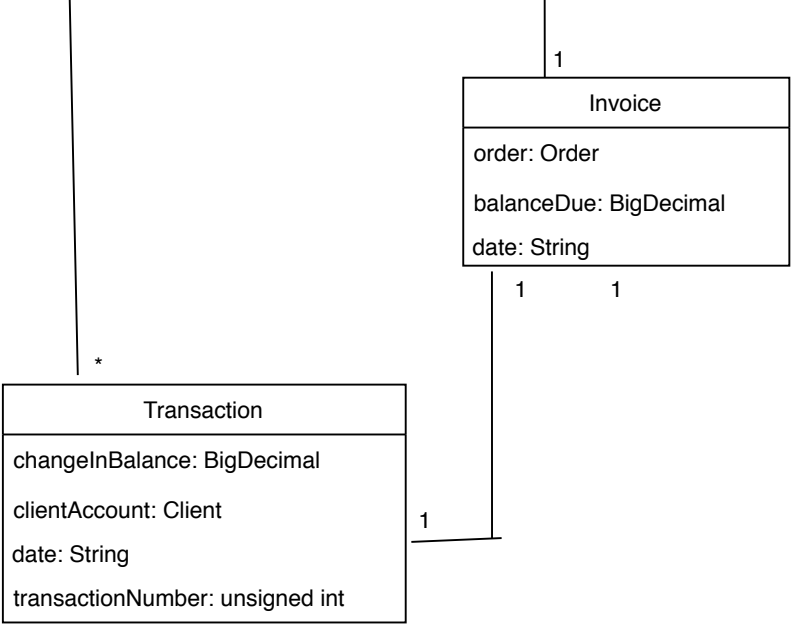 1
Invoice
order: Order
balanceDue: BigDecimal
date: String
1 1
*
Transaction
changeInBalance: BigDecimal
clientAccount: Client
1
date: String
transactionNumber: unsigned int